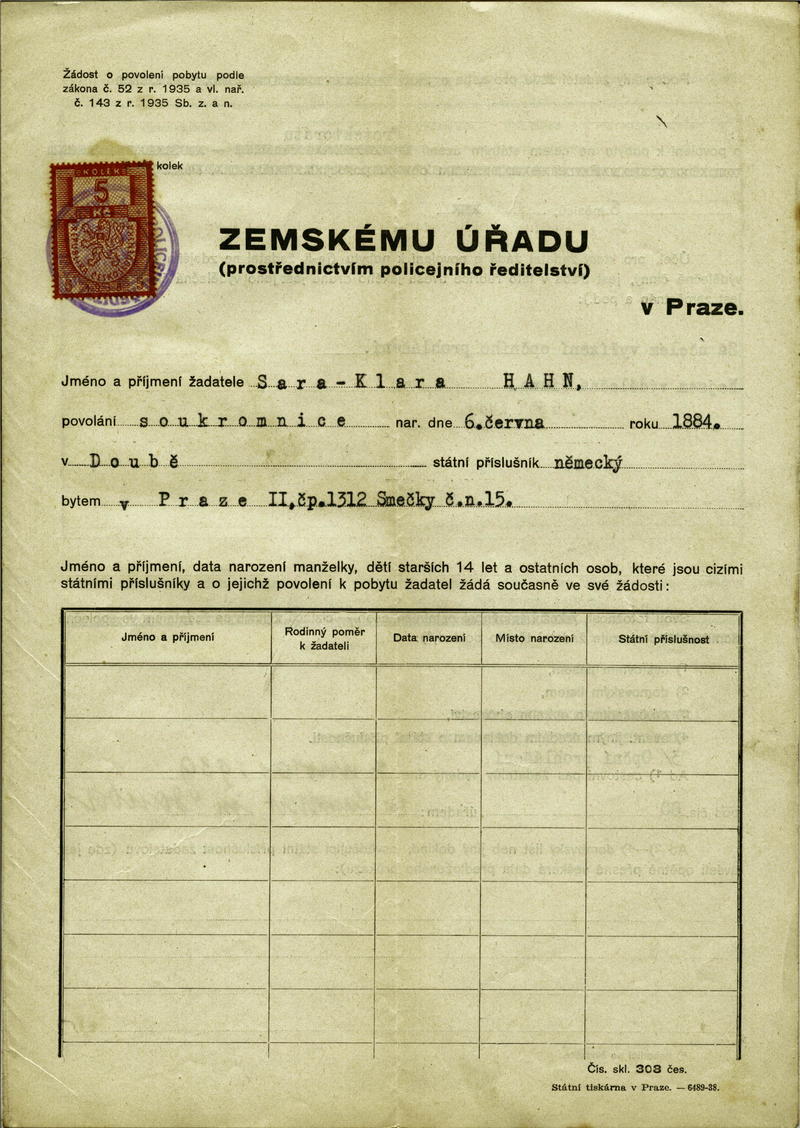 Žádost o povolení pobytu podle
zákona č. 52 z r. 1935 a vl. nař.
č. 143 z r. 1935 Sb. z. a n.
kolek
KOLEK
5
Kč
ZEMSKÉMU ÚŘADU
(prostřednictvím policejního ředitelství)
v Praze.
Jméno a příjmení žadatele Sara-Klara HAHN,
povolání soukromnice nar. dne 6.června roku 1884.
v Doubě státní příslušník německý
bytem v Praze II,čp.1312 Smečky č.n.15.
Jméno a příjmení, data narození manželky, dětí starších 14 let a ostatních osob, které jsou cizími
státními příslušníky a o jejichž povolení k pobytu žadatel žádá současně ve své žádosti:
Jméno a příjmení Rodinný poměr k žadateli Data narození Místo narození Státní příslušnost
Čís. skl. 303 čes.
Státní tiskárna v Praze. — 6489-38.